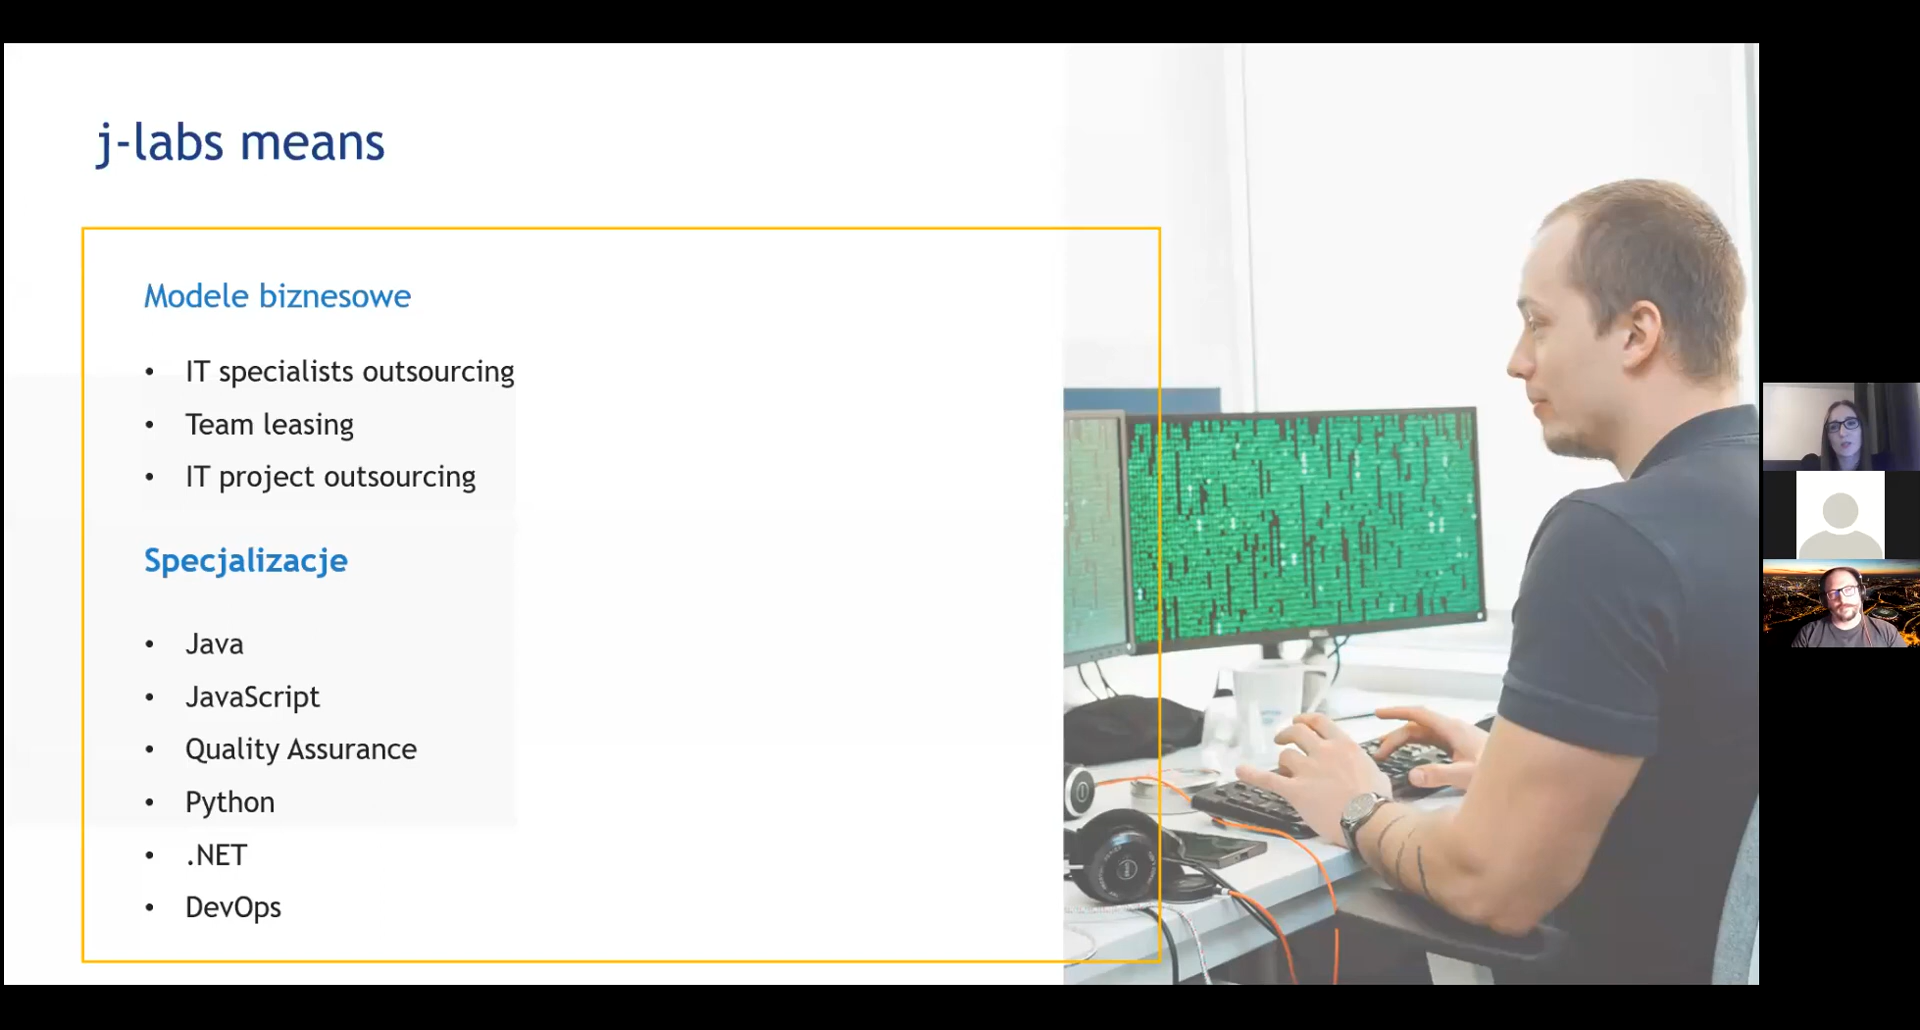 j-labs means
Modele biznesowe
• IT specialists outsourcing
• Team leasing
• IT project outsourcing
Specjalizacje
• Java
• JavaScript
• Quality Assurance
• Python
• .NET
• DevOps